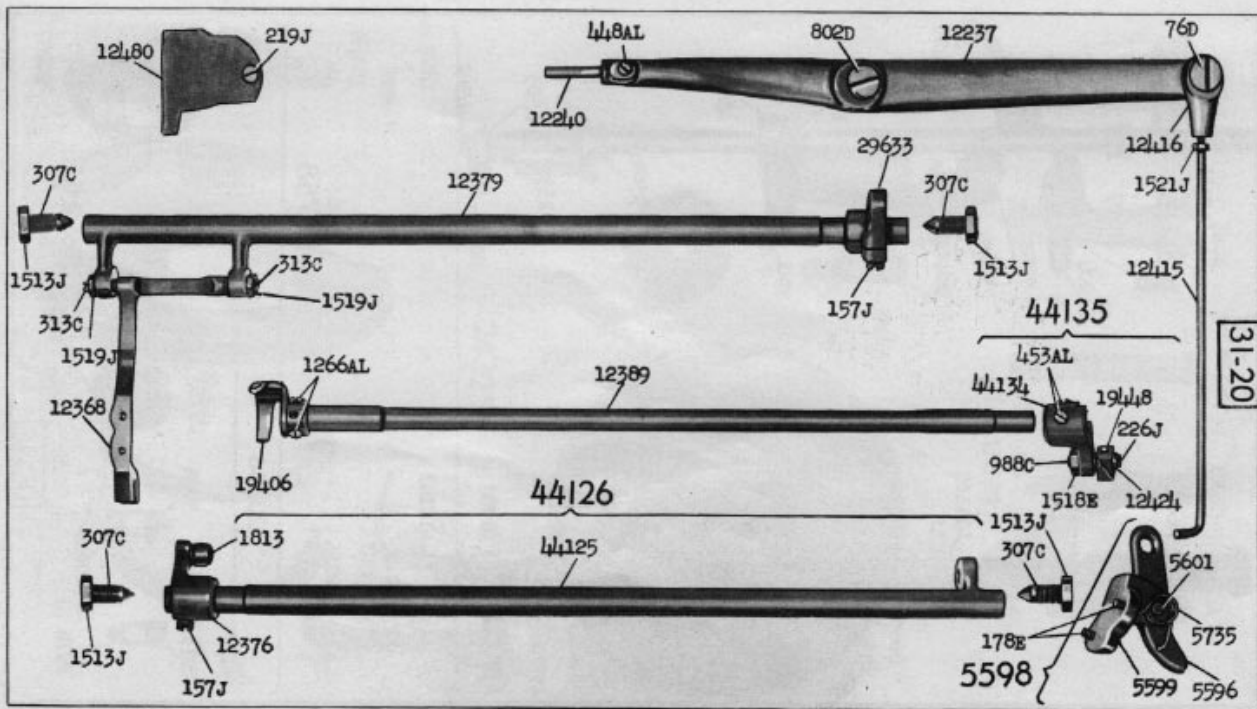 12480
219J
448AL
802D
12237
76D
12240
12416
1521J
29633
307C
12379
307C
1513J
313C
1519J
313C
1519J
157J
1513J
12415
44135
31-20
1266AL
12389
453AL
44134
19448
226J
12368
19406
988C
1518E
12424
44126
1513J
307C
1813
44125
307C
5601
1513J
12376
157J
178E
5735
5598
5599
5596